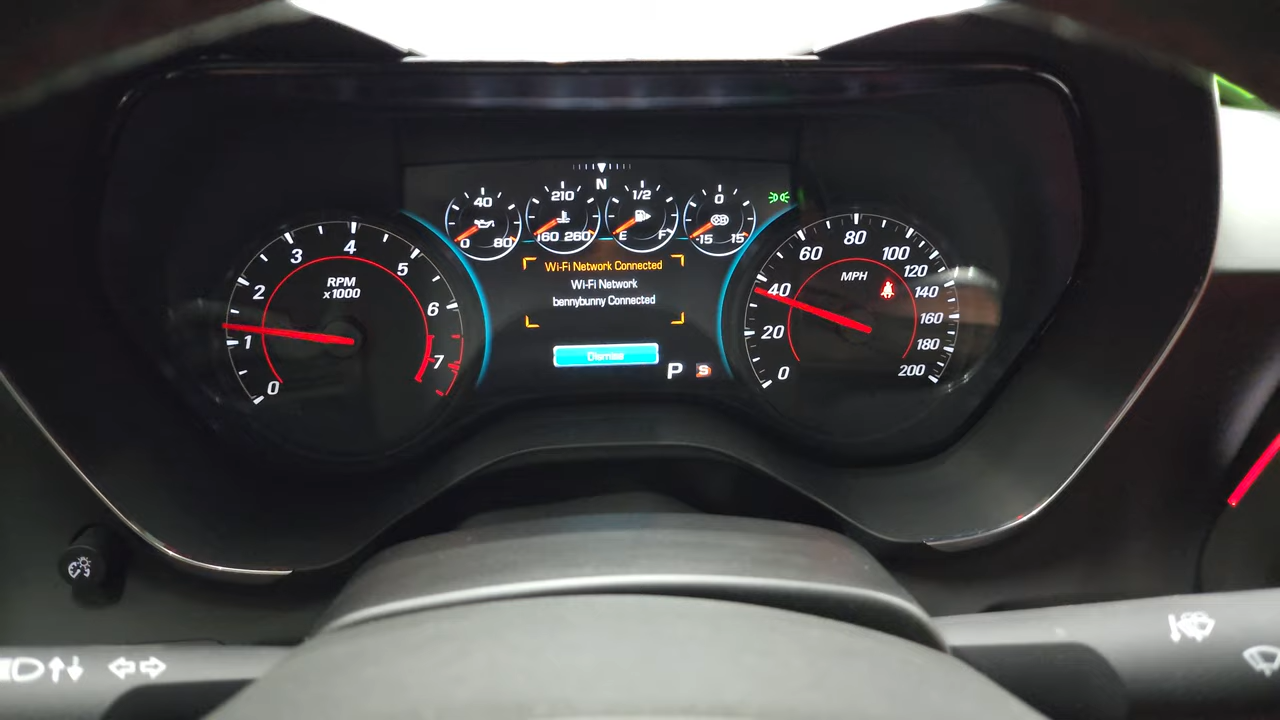 N
40
0 80
210
160 260
1/2
E F
0
-15 15
Wi-Fi Network Connected
Wi-Fi Network
bennybunny Connected
Dismiss
P S
RPM
x1000
0
1
2
3
4
5
6
7
MPH
0
20
40
60
80
100
120
140
160
180
200